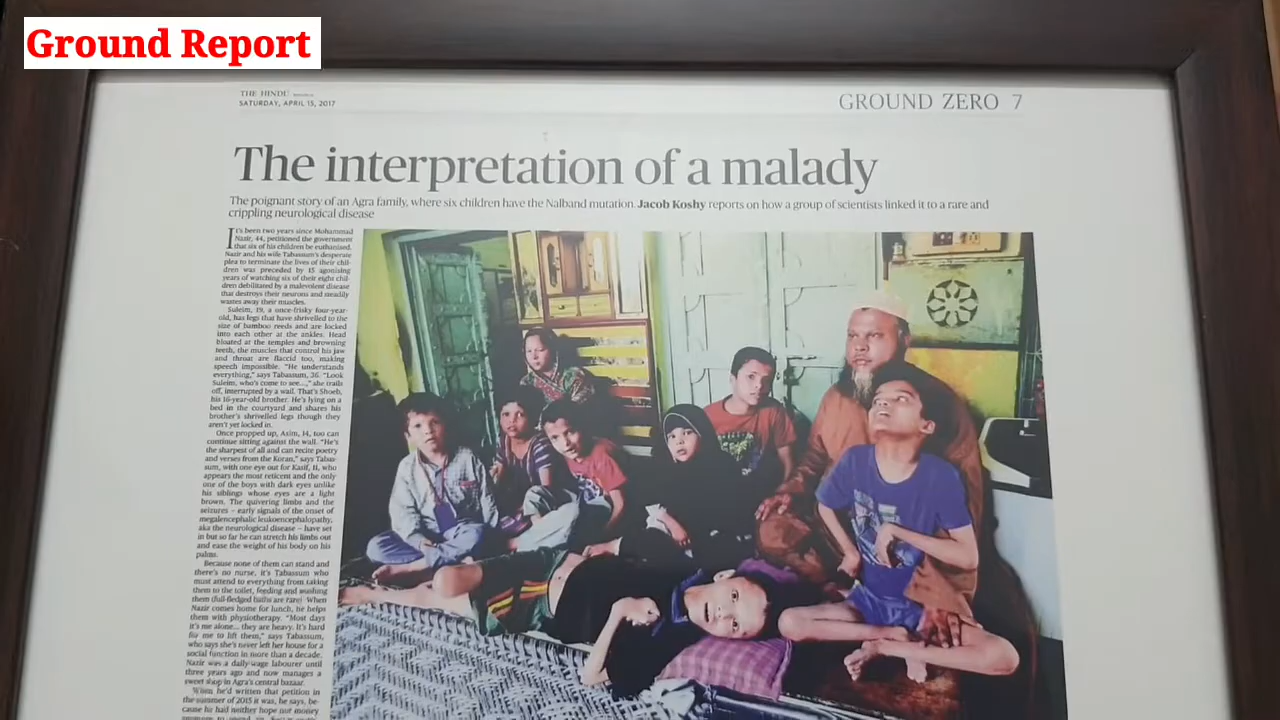 Ground Report
THE HINDU
SATURDAY, APRIL 15, 2017
GROUND ZERO 7
The interpretation of a malady
The poignant story of an Agra family, where six children have the Nalband mutation. Jacob Koshy reports on how a group of scientists linked it to a rare and
crippling neurological disease
It's been two years since Mohammad
Nazir, 44, petitioned the government
that six of his children be euthanised.
Nazir and his wife Tabassum's desperate
plea to terminate the lives of their chil-
dren was preceded by 15 agonising
years of watching six of their eight chil-
dren debilitated by a malevolent disease
that destroys their neurons and steadily
wastes away their muscles.
Suleim, 19, a once-frisky four-year-
old, has legs that have shrivelled to the
size of bamboo reeds and are locked
into each other at the ankles. Head
bloated at the temples and browning
teeth, the muscles that control his jaw
and throat are flaccid too, making
speech impossible. "He understands
everything," says Tabassum, 36. "Look
Suleim, who's come to see...," she trails
off, interrupted by a wail. That's Shoeb,
his 16-year-old brother. He's lying on a
bed in the courtyard and shares his
brother's shrivelled legs though they
aren't yet locked in.
Once propped up, Asim, 14, too can
continue sitting against the wall. "He's
the sharpest of all and can recite poetry
and verses from the Koran," says Tabas-
sum, with one eye out for Kasif, 11, who
appears the most reticent and the only
one of the boys with dark eyes unlike
his siblings whose eyes are a light
brown. The quivering limbs and the
seizures – early signals of the onset of
megalencephalic leukoencephalopathy,
aka the neurological disease – have set
in but so far he can stretch his limbs out
and ease the weight of his body on his
palms.
Because none of them can stand and
there's no nurse, it's Tabassum who
must attend to everything from taking
them to the toilet, feeding and washing
them (full-fledged baths are rare). When
Nazir comes home for lunch, he helps
them with physiotherapy. "Most days
it's me alone... they are heavy. It's hard
for me to lift them," says Tabassum,
who says she's never left her house for a
social function in more than a decade.
Nazir was a daily-wage labourer until
three years ago and now manages a
sweet shop in Agra's central bazaar.
When he'd written that petition in
the summer of 2015 it was, he says, be-
cause he had neither hope nor money